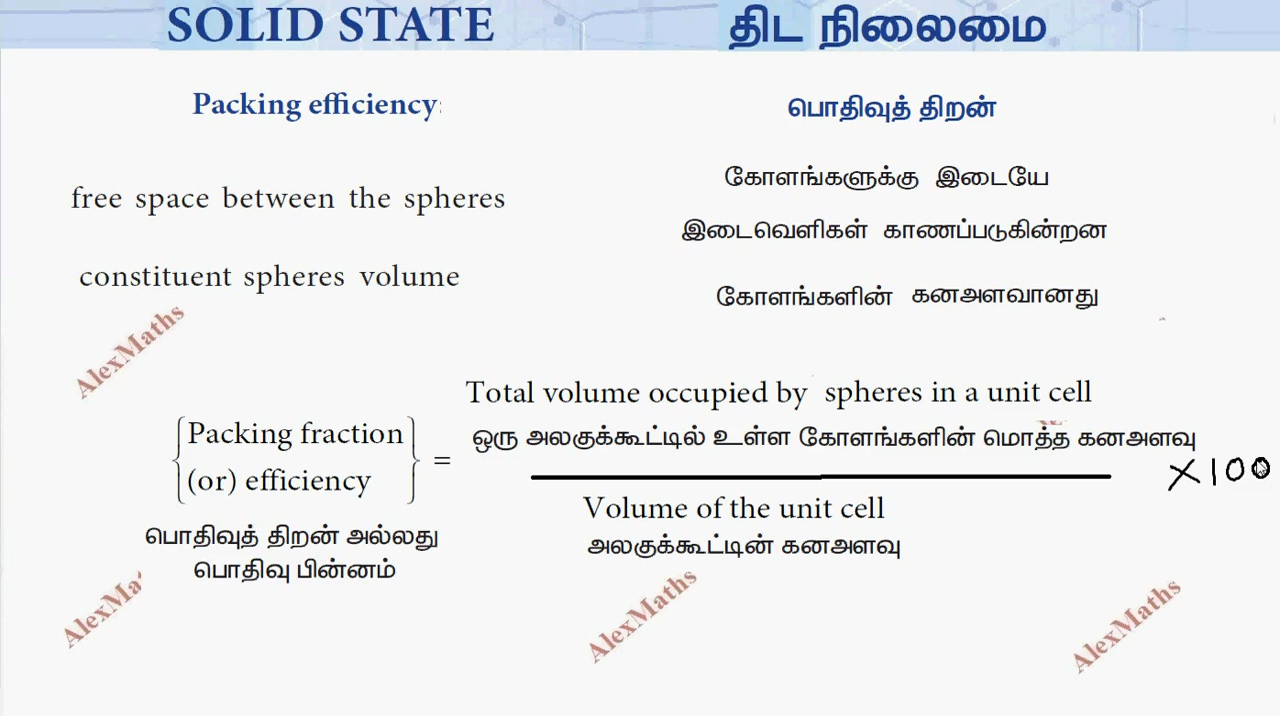 SOLID STATE
திட நிலைமை
Packing efficiency:
பொதிவுத் திறன்
free space between the spheres
கோளங்களுக்கு இடையே
இடைவெளிகள் காணப்படுகின்றன
constituent spheres volume
கோளங்களின் கனஅளவானது
AlexMaths
Total volume occupied by spheres in a unit cell
ஒரு அலகுக்கூட்டில் உள்ள கோளங்களின் மொத்த கனஅளவு
Packing fraction
(or) efficiency
=
×100
Volume of the unit cell
அலகுக்கூட்டின் கனஅளவு
பொதிவுத் திறன் அல்லது
பொதிவு பின்னம்
AlexMa
AlexMaths
AlexMaths